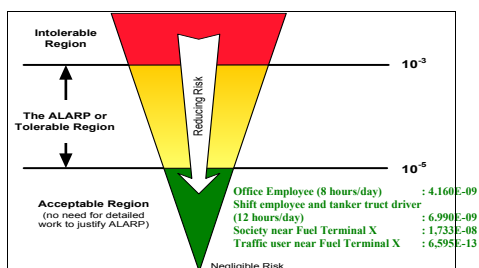 Intolerable
Region
10-3
Reducing Risk
The ALARP or
Tolerable Region
10-5
Acceptable Region
(no need for detailed
work to justify ALARP)
Office Employee (8 hours/day) : 4.160E-09
Shift employee and tanker truct driver
(12 hours/day) : 6.990E-09
Society near Fuel Terminal X : 1,733E-08
Traffic user near Fuel Terminal X : 6,595E-13
Negligible Risk